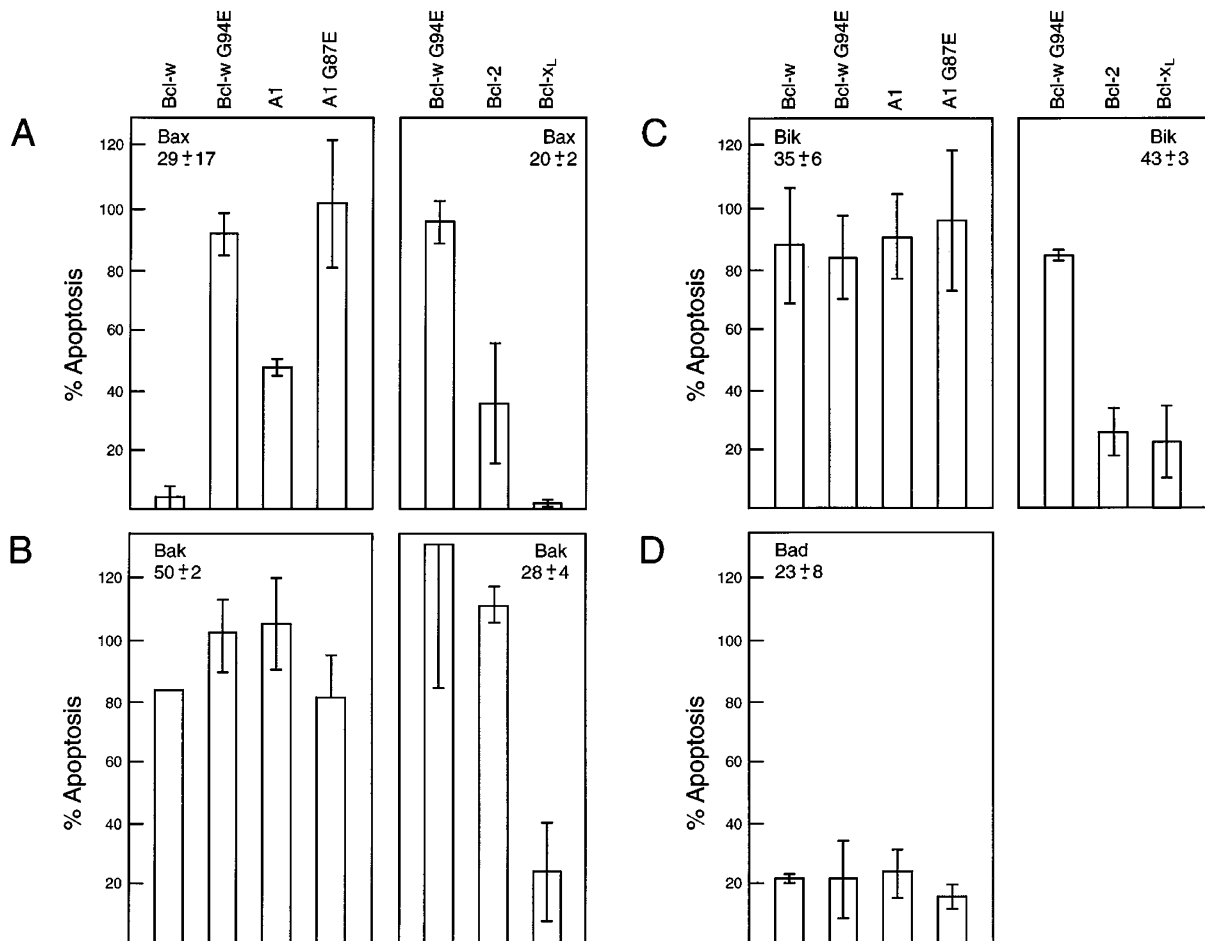 Bcl-w
Bcl-w G94E
A1
A1 G87E
Bcl-w G94E
Bcl-2
Bcl-xL
Bcl-w
Bcl-w G94E
A1
A1 G87E
Bcl-w G94E
Bcl-2
Bcl-xL
A
% Apoptosis
120
100
80
60
40
20
Bax
29 ± 17
Bax
20 ± 2
B
% Apoptosis
120
100
80
60
40
20
Bak
50 ± 2
Bak
28 ± 4
C
% Apoptosis
120
100
80
60
40
20
Bik
35 ± 6
Bik
43 ± 3
D
% Apoptosis
120
100
80
60
40
20
Bad
23 ± 8